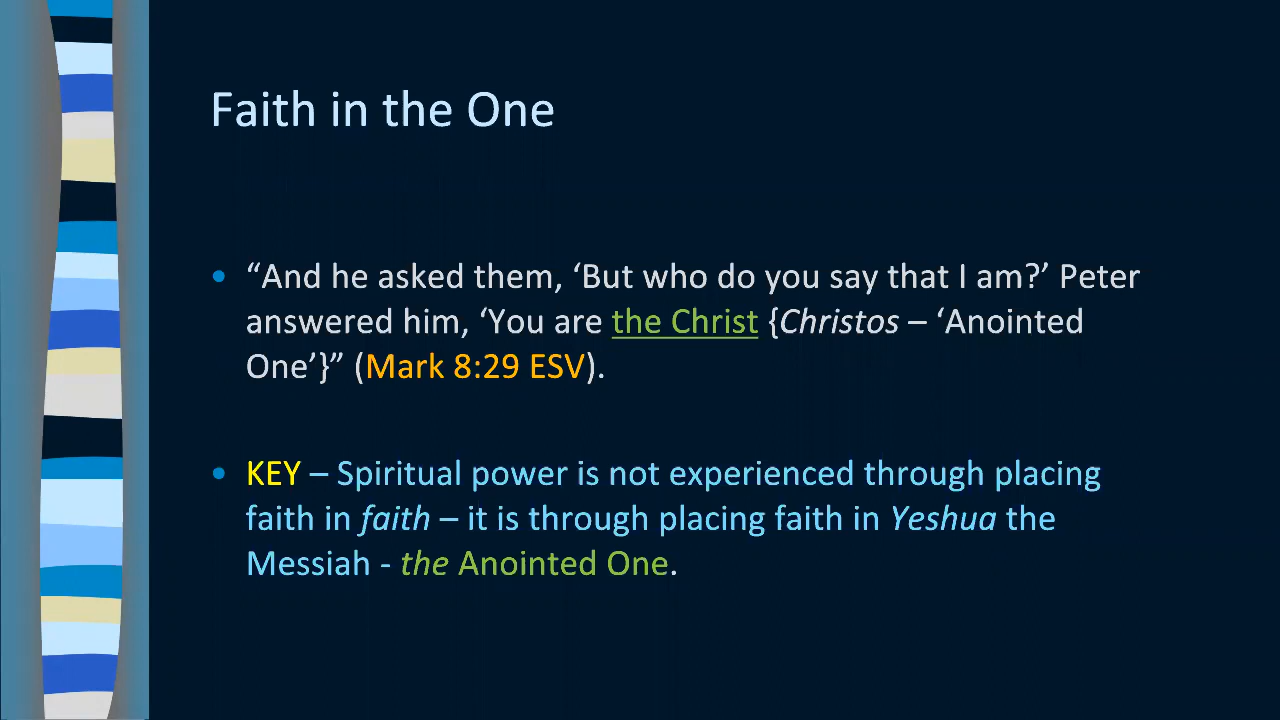 Faith in the One
• “And he asked them, ‘But who do you say that I am?’ Peter
answered him, ‘You are the Christ {Christos – ‘Anointed
One’}” (Mark 8:29 ESV).
• KEY – Spiritual power is not experienced through placing
faith in faith – it is through placing faith in Yeshua the
Messiah - the Anointed One.